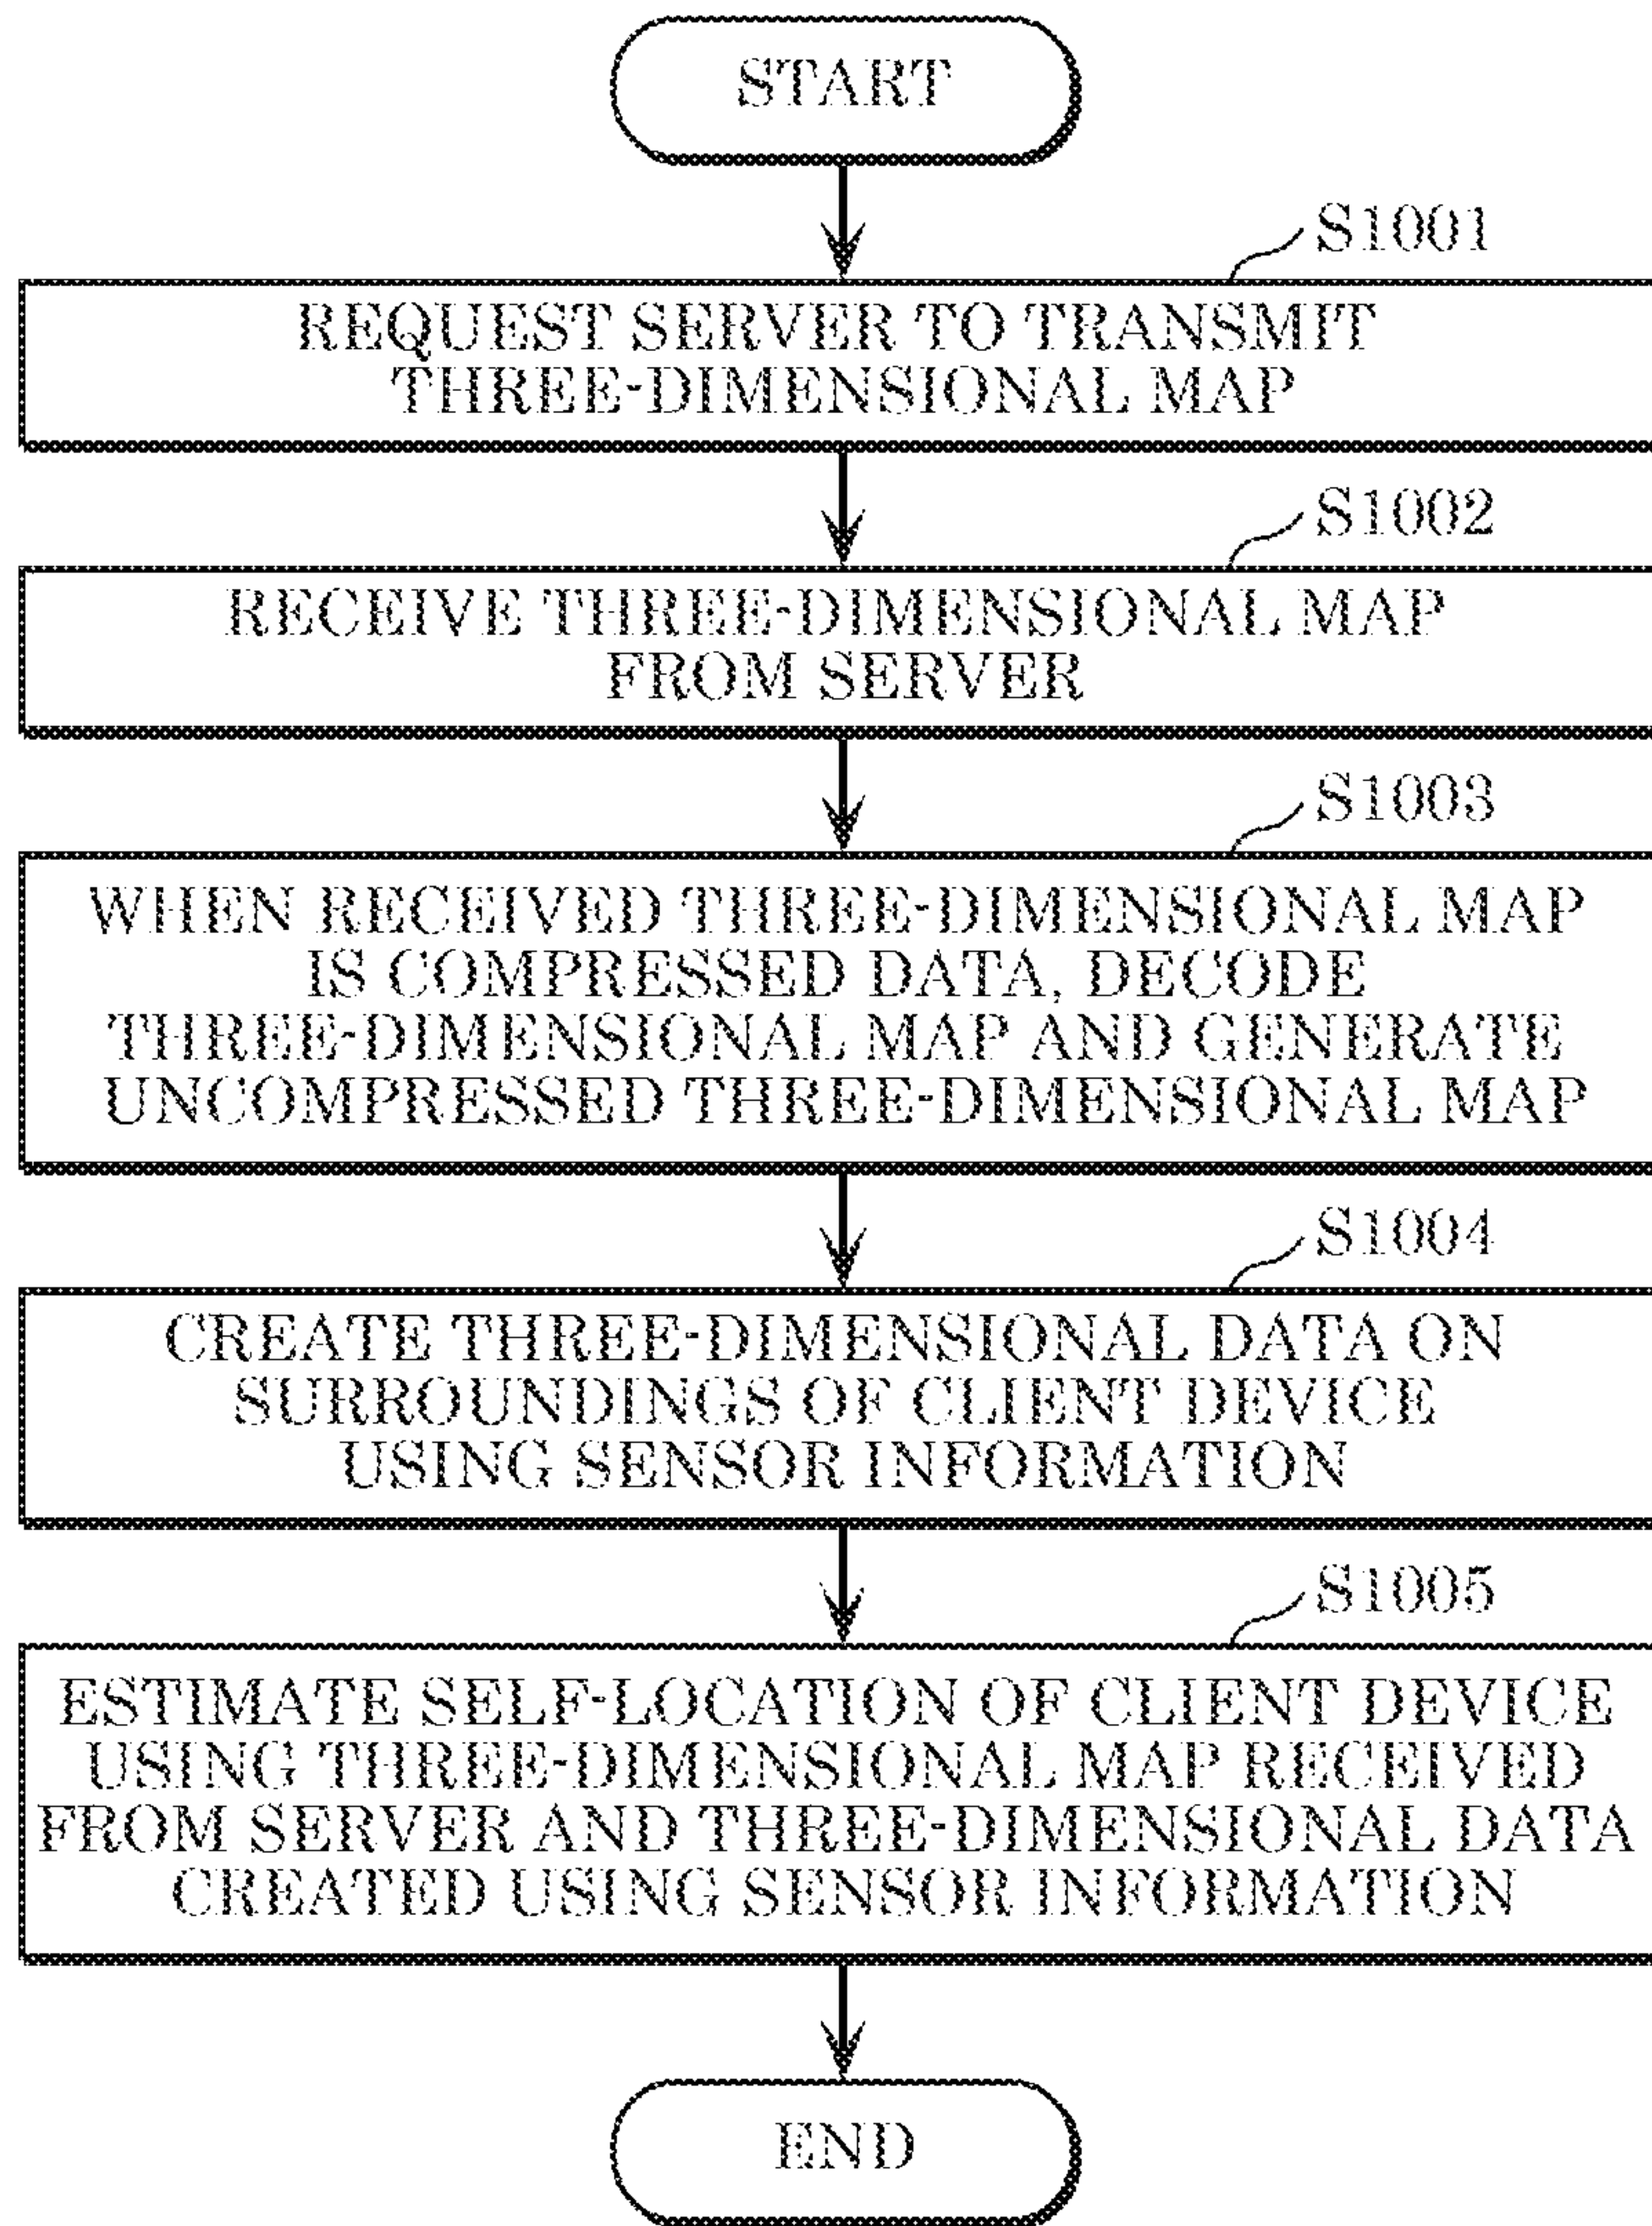 START
S1001
REQUEST SERVER TO TRANSMIT
THREE-DIMENSIONAL MAP
S1002
RECEIVE THREE-DIMENSIONAL MAP
FROM SERVER
S1003
WHEN RECEIVED THREE-DIMENSIONAL MAP
IS COMPRESSED DATA, DECODE
THREE-DIMENSIONAL MAP AND GENERATE
UNCOMPRESSED THREE-DIMENSIONAL MAP
S1004
CREATE THREE-DIMENSIONAL DATA ON
SURROUNDINGS OF CLIENT DEVICE
USING SENSOR INFORMATION
S1005
ESTIMATE SELF-LOCATION OF CLIENT DEVICE
USING THREE-DIMENSIONAL MAP RECEIVED
FROM SERVER AND THREE-DIMENSIONAL DATA
CREATED USING SENSOR INFORMATION
END